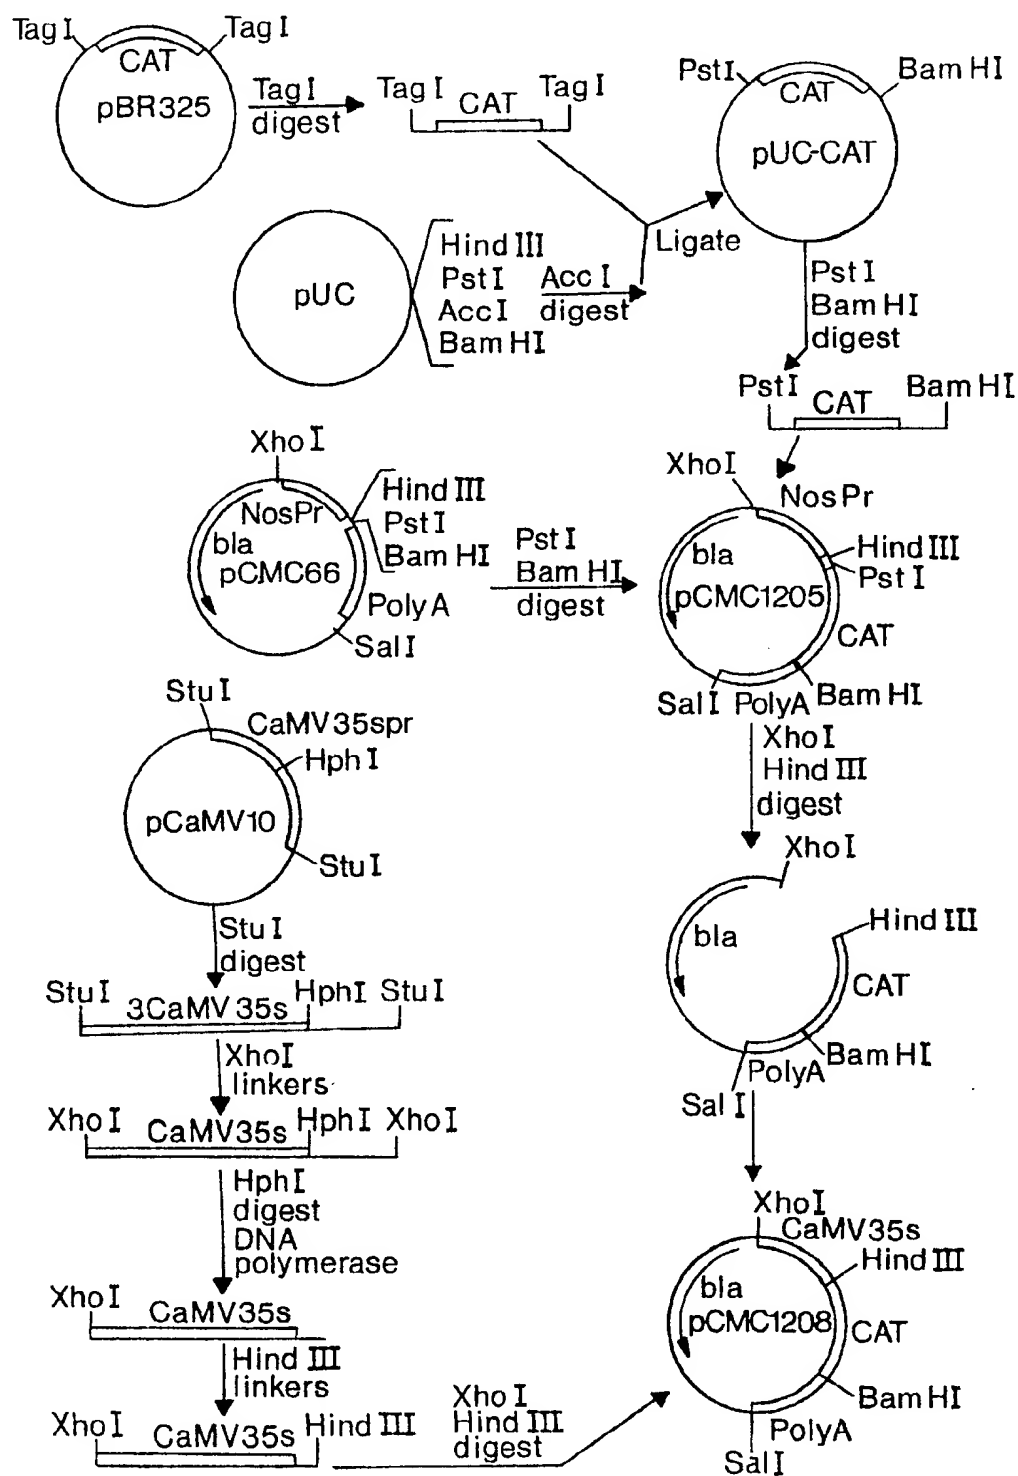 Tag I
Tag I
CAT
pBR325
Tag I
digest
Tag I
CAT
Tag I
Pst I
CAT
Bam HI
pUC-CAT
Ligate
pUC
Hind III
Pst I
Acc I
Bam HI
Acc I
digest
Pst I
Bam HI
digest
Pst I
CAT
Bam HI
Xho I
NosPr
bla
pCMC66
Hind III
Pst I
Bam HI
PolyA
Sal I
Pst I
Bam HI
digest
Xho I
NosPr
bla
pCMC1205
Hind III
Pst I
CAT
Bam HI
PolyA
Sal I
Xho I
Hind III
digest
Stu I
CaMV35spr
Hph I
pCaMV10
Stu I
Stu I
digest
Stu I
3CaMV35s
Hph I
Stu I
Xho I
linkers
Xho I
CaMV35s
Hph I
Xho I
Hph I
digest
DNA
polymerase
Xho I
CaMV35s
Hind III
linkers
Xho I
CaMV35s
Hind III
Xho I
Hind III
digest
Xho I
bla
Hind III
CAT
Bam HI
PolyA
Sal I
Xho I
CaMV35s
Hind III
bla
pCMC1208
CAT
Bam HI
PolyA
Sal I